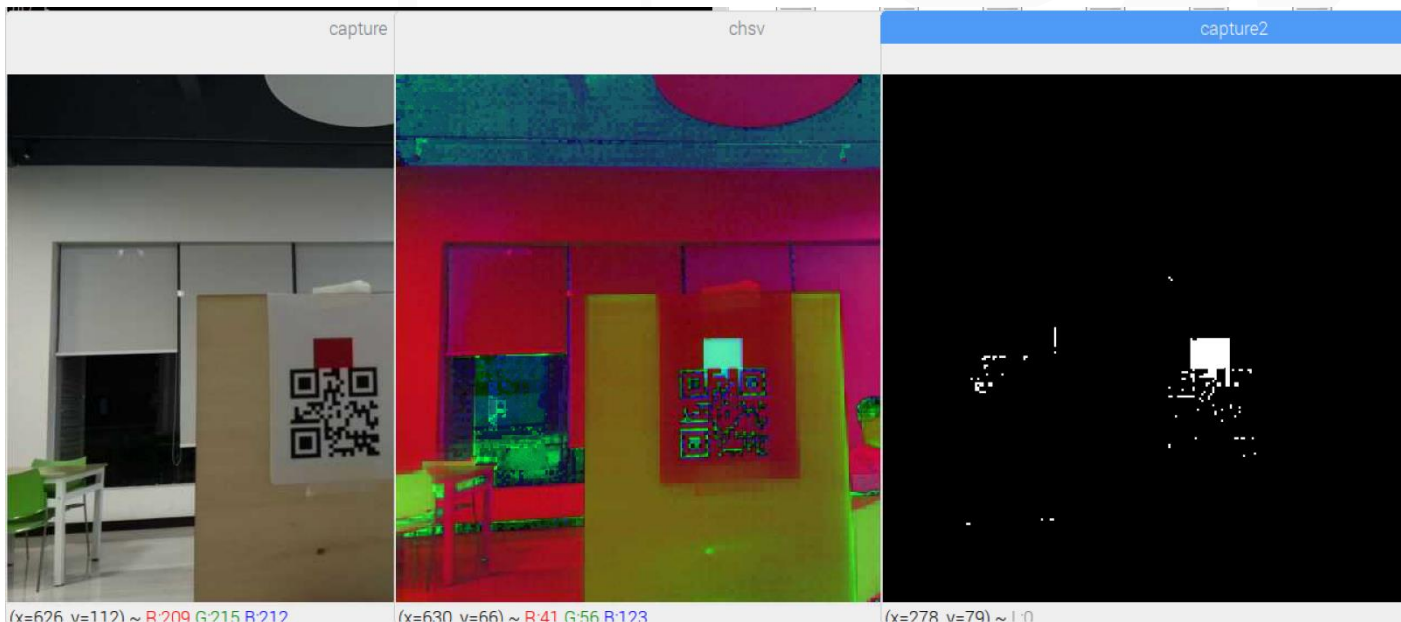 capture
chsv
capture2
(x=626, y=112) ~ R:209 G:215 B:212
(x=630, y=66) ~ R:41 G:56 B:123
(x=278, y=79) ~ L:0